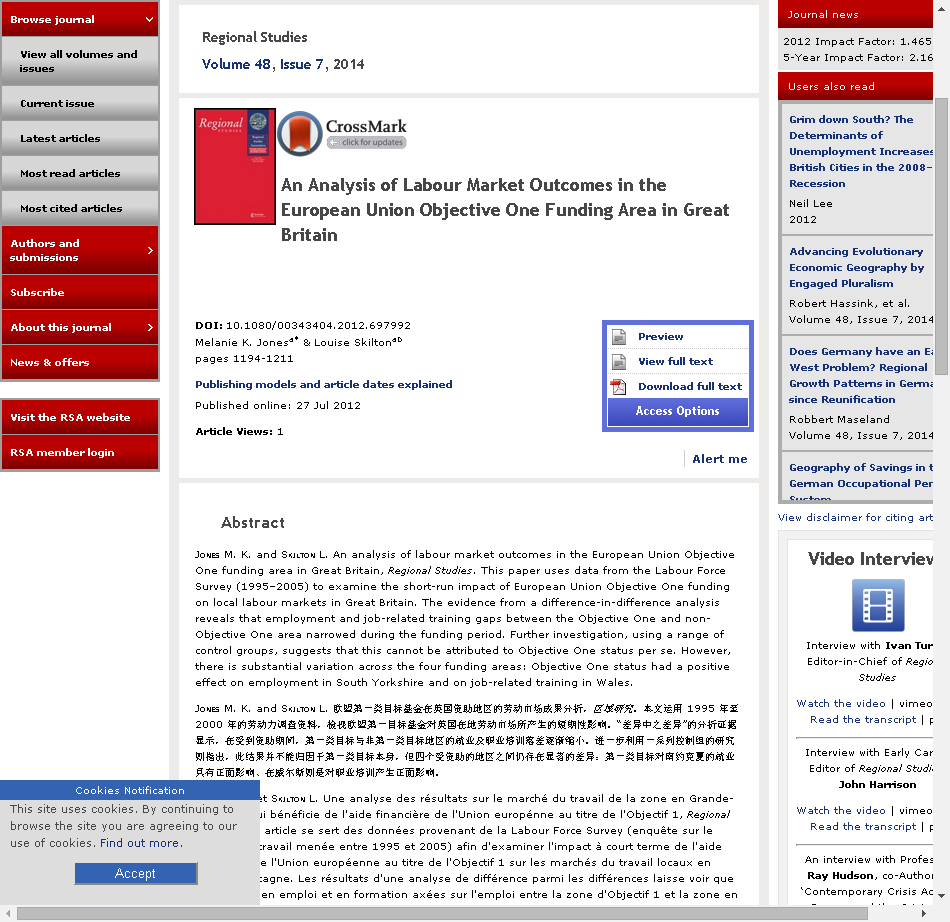 Browse journal
View all volumes and
issues
Current issue
Latest articles
Most read articles
Most cited articles
Authors and
submissions
Subscribe
About this journal
News & offers
Visit the RSA website
RSA member login
Regional Studies
Volume 48, Issue 7, 2014
Regional
CrossMark
click for updates
An Analysis of Labour Market Outcomes in the
European Union Objective One Funding Area in Great
Britain
DOI: 10.1080/00343404.2012.697992
Melanie K. Jonesa* & Louise Skiltonab
pages 1194-1211
Publishing models and article dates explained
Published online: 27 Jul 2012
Article Views: 1
Preview
View full text
Download full text
Access Options
Alert me
Abstract
Jones M. K. and Skilton L. An analysis of labour market outcomes in the European Union Objective
One funding area in Great Britain, Regional Studies. This paper uses data from the Labour Force
Survey (1995–2005) to examine the short-run impact of European Union Objective One funding
on local labour markets in Great Britain. The evidence from a difference-in-difference analysis
reveals that employment and job-related training gaps between the Objective One and non-
Objective One area narrowed during the funding period. Further investigation, using a range of
control groups, suggests that this cannot be attributed to Objective One status per se. However,
there is substantial variation across the four funding areas: Objective One status had a positive
effect on employment in South Yorkshire and on job-related training in Wales.
Jones M. K. and Skilton L. 欧盟第一类目标基金在英国资助地区的劳动市场成果分析，区域研究。本文运用 1995 年至
2000 年的劳动力调查资料，检视欧盟第一目标基金对英国在地劳动市场所产生的短期性影响。“差异中之差异”的分析证据
显示，在受到资助期间，第一类目标与非第一类目标地区的就业及职业培训落差逐渐缩小。进一步利用一系列控制组的研究
则指出，此结果并不能归因于第一类目标本身，但四个受资助的地区之间仍存在显著的差异：第一类目标对南约克夏的就业
具有正面影响、在威尔斯则是对职业培训产生正面影响。
et Skilton L. Une analyse des résultats sur le marché du travail de la zone en Grande-
ui bénéficie de l'aide financière de l'Union europénne au titre de l'Objectif 1, Regional
article se sert des données provenant de la Labour Force Survey (enquête sur le
travail menée entre 1995 et 2005) afin d'examiner l'impact à court terme de l'aide
e l'Union européenne au titre de l'Objectif 1 sur les marchés du travail locaux en
tagne. Les résultats d'une analyse de différence parmi les différences laisse voir que
en emploi et en formation axées sur l'emploi entre la zone d'Objectif 1 et la zone en
Cookies Notification
This site uses cookies. By continuing to
browse the site you are agreeing to our
use of cookies. Find out more.
Accept
Journal news
2012 Impact Factor: 1.465
5-Year Impact Factor: 2.16
Users also read
Grim down South? The
Determinants of
Unemployment Increases
British Cities in the 2008–
Recession
Neil Lee
2012
Advancing Evolutionary
Economic Geography by
Engaged Pluralism
Robert Hassink, et al.
Volume 48, Issue 7, 2014
Does Germany have an Ea
West Problem? Regional
Growth Patterns in Germa
since Reunification
Robbert Maseland
Volume 48, Issue 7, 2014
Geography of Savings in t
German Occupational Pen
System
View disclaimer for citing art
Video Interview
Interview with Ivan Tur
Editor-in-Chief of Regio
Studies
Watch the video | vimeo
Read the transcript | p
Interview with Early Car
Editor of Regional Studi
John Harrison
Watch the video | vimeo
Read the transcript | p
An interview with Profes
Ray Hudson, co-Autho
'Contemporary Crisis Ac